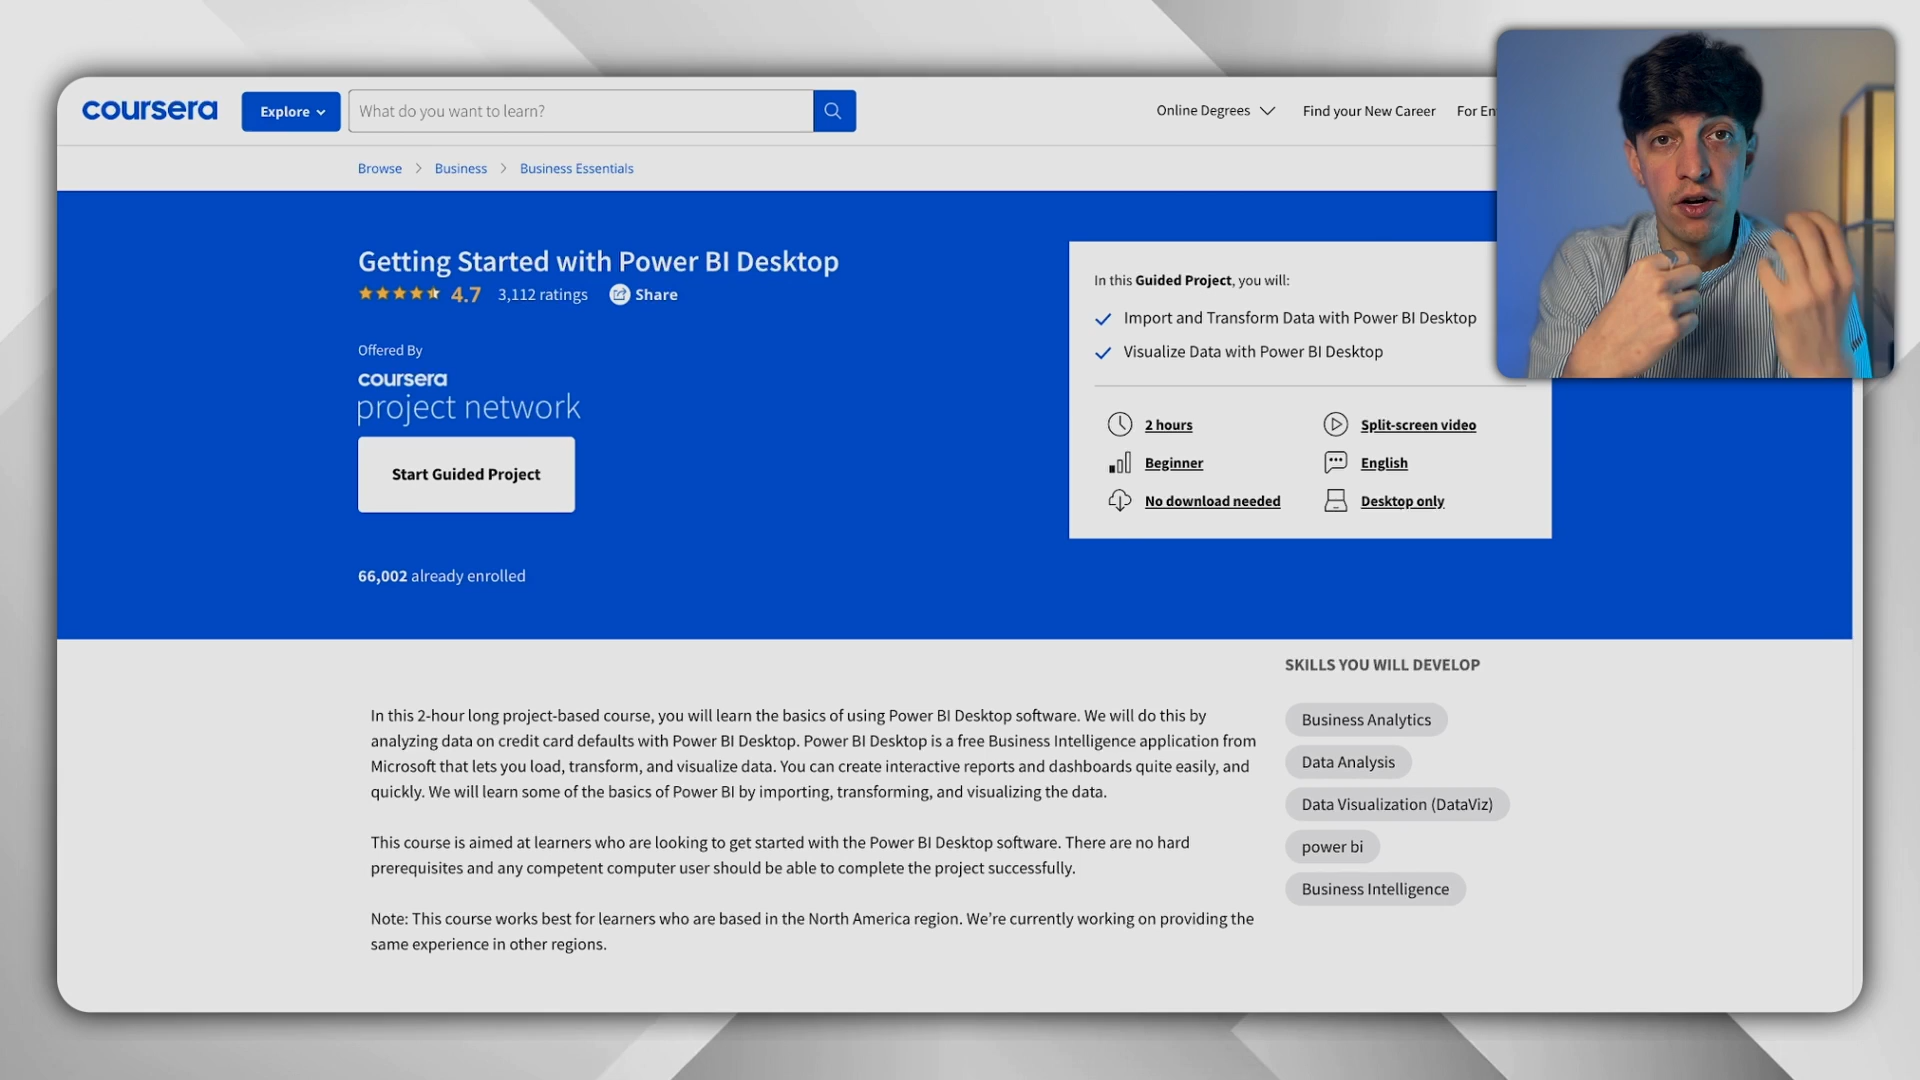 coursera
Explore
What do you want to learn?
Online Degrees
Find your New Career
For En
Browse
Business
Business Essentials
Getting Started with Power BI Desktop
4.7
3,112 ratings
Share
Offered By
coursera
project network
Start Guided Project
66,002 already enrolled
In this Guided Project, you will:
Import and Transform Data with Power BI Desktop
Visualize Data with Power BI Desktop
2 hours
Split-screen video
Beginner
English
No download needed
Desktop only
In this 2-hour long project-based course, you will learn the basics of using Power BI Desktop software. We will do this by
analyzing data on credit card defaults with Power BI Desktop. Power BI Desktop is a free Business Intelligence application from
Microsoft that lets you load, transform, and visualize data. You can create interactive reports and dashboards quite easily, and
quickly. We will learn some of the basics of Power BI by importing, transforming, and visualizing the data.
This course is aimed at learners who are looking to get started with the Power BI Desktop software. There are no hard
prerequisites and any competent computer user should be able to complete the project successfully.
Note: This course works best for learners who are based in the North America region. We’re currently working on providing the
same experience in other regions.
SKILLS YOU WILL DEVELOP
Business Analytics
Data Analysis
Data Visualization (DataViz)
power bi
Business Intelligence